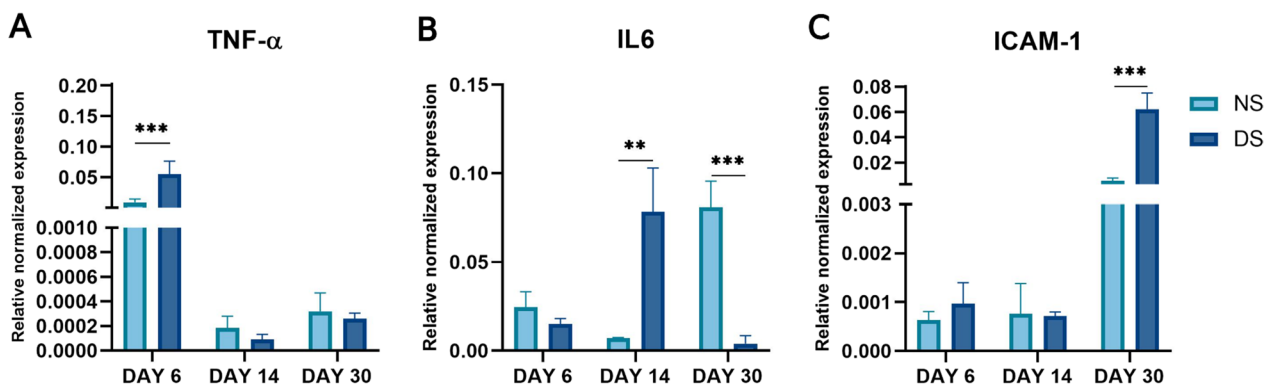 A
TNF-α
Relative normalized expression
0.20
0.15
0.10
0.05
0.0010
0.0008
0.0006
0.0004
0.0002
0.0000
***
DAY 6 DAY 14 DAY 30
B
IL6
Relative normalized expression
0.15
0.10
0.05
0.00
**
***
DAY 6 DAY 14 DAY 30
C
ICAM-1
Relative normalized expression
0.08
0.06
0.04
0.02
0.003
0.002
0.001
0.000
***
DAY 6 DAY 14 DAY 30
NS
DS